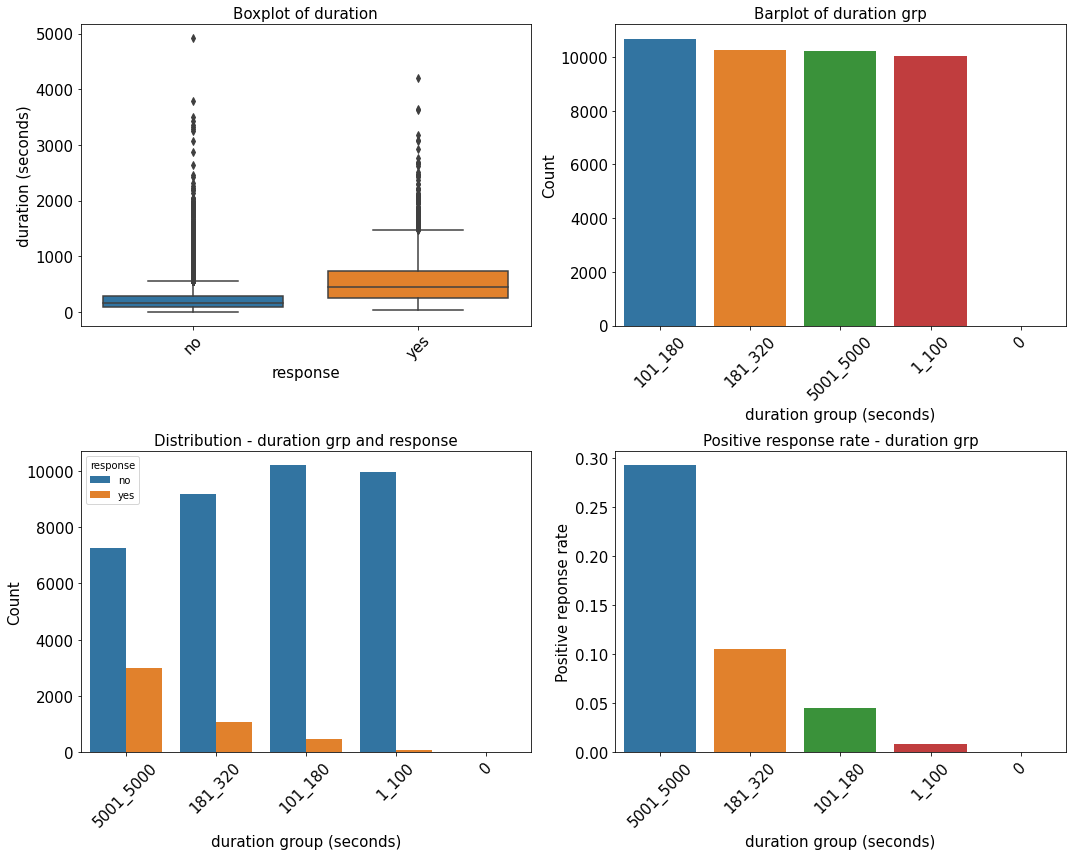 Boxplot of duration
5000
4000
3000
2000
1000
0
duration (seconds)
no
yes
response
Barplot of duration grp
10000
8000
6000
4000
2000
0
Count
101_180
181_320
5001_5000
1_100
0
duration group (seconds)
Distribution - duration grp and response
response
no
yes
10000
8000
6000
4000
2000
0
Count
5001_5000
181_320
101_180
1_100
0
duration group (seconds)
Positive response rate - duration grp
0.30
0.25
0.20
0.15
0.10
0.05
0.00
Positive reponse rate
5001_5000
181_320
101_180
1_100
0
duration group (seconds)